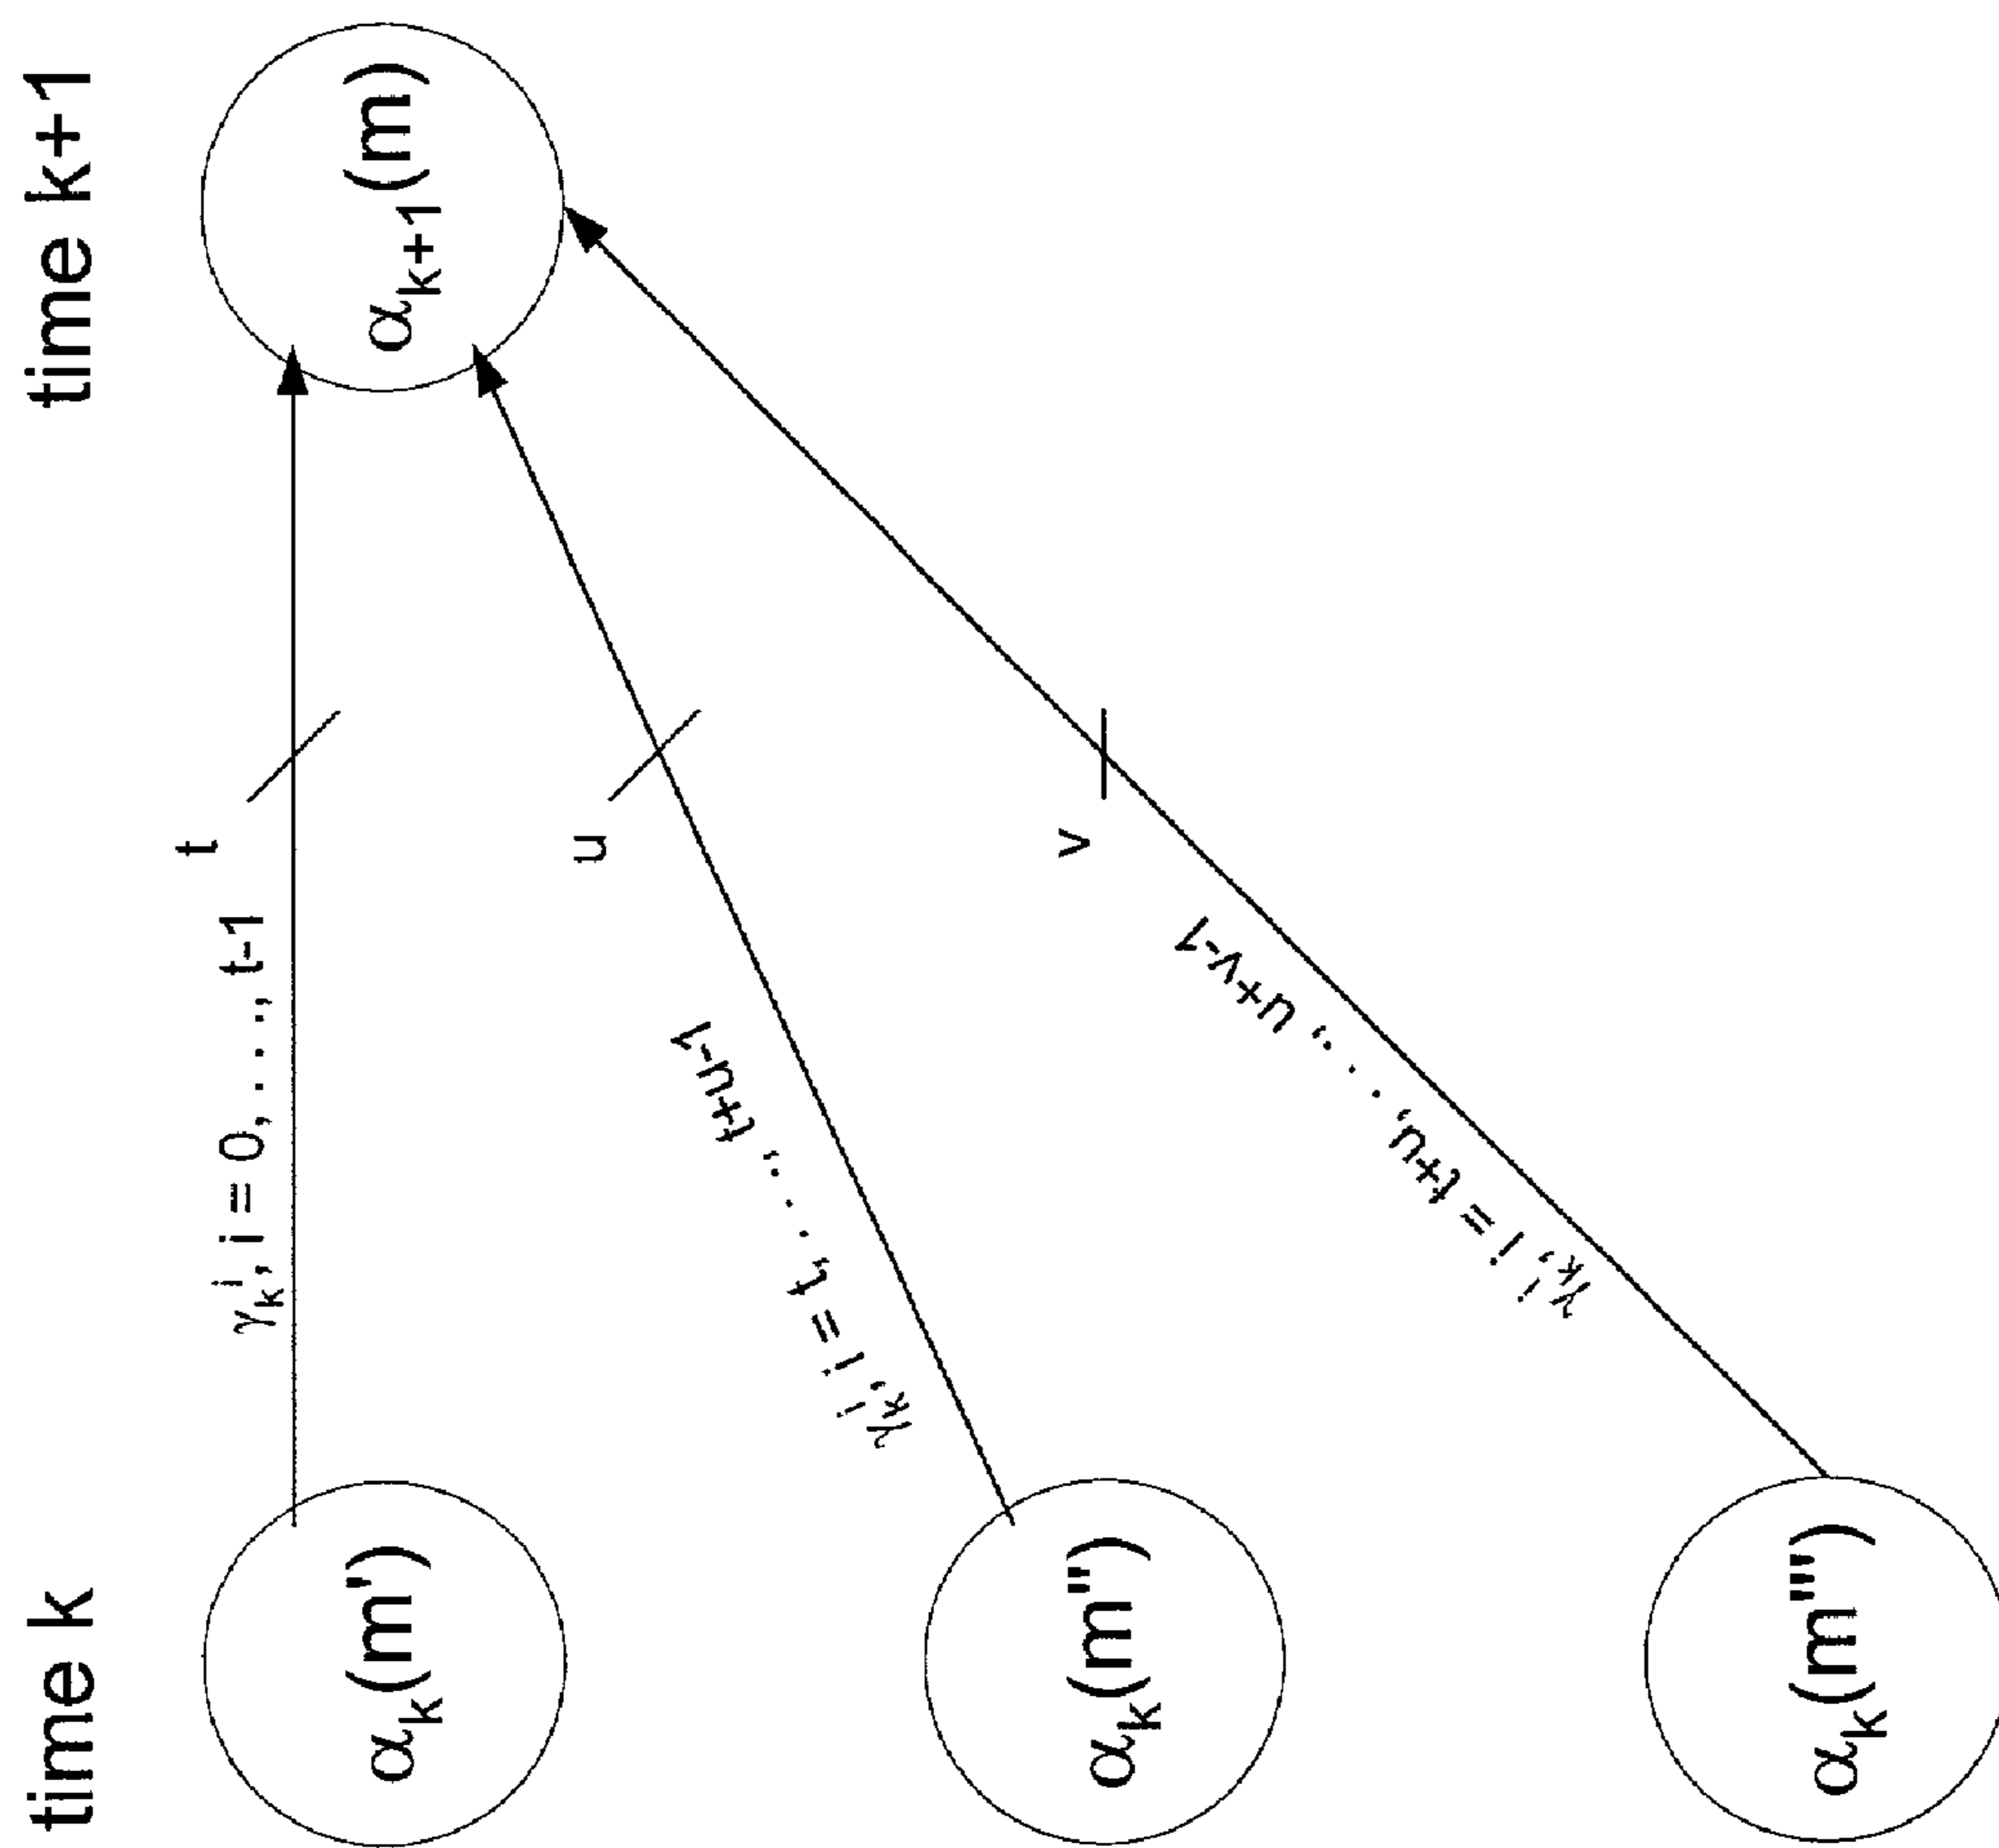 time k
time k+1
αₖ(m')
γₖⁱ, i = 0, . . . ., t-1
t
αₖ₊₁(m)
αₖ(m")
γₖⁱ, i = t, . . ., t+u-1
u
αₖ(m"')
γₖⁱ, i = t+u, . . ., u+v-1
v